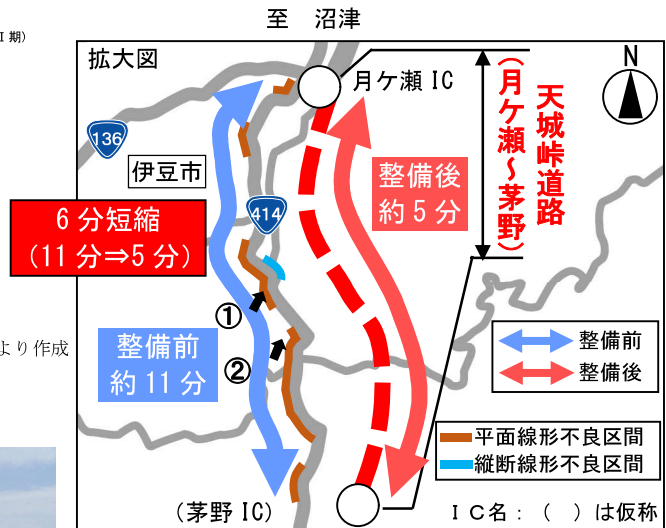 至 沼津
Ⅰ期)
拡大図
月ケ瀬 IC
N
天城峠道路
(月ケ瀬~茅野)
136
伊豆市
整備後
約 5 分
6 分短縮
(11 分⇒5 分)
414
①
より作成
整備前
約 11 分
②
整備前
整備後
平面線形不良区間
縦断線形不良区間
(茅野 IC)
IC名:( )は仮称